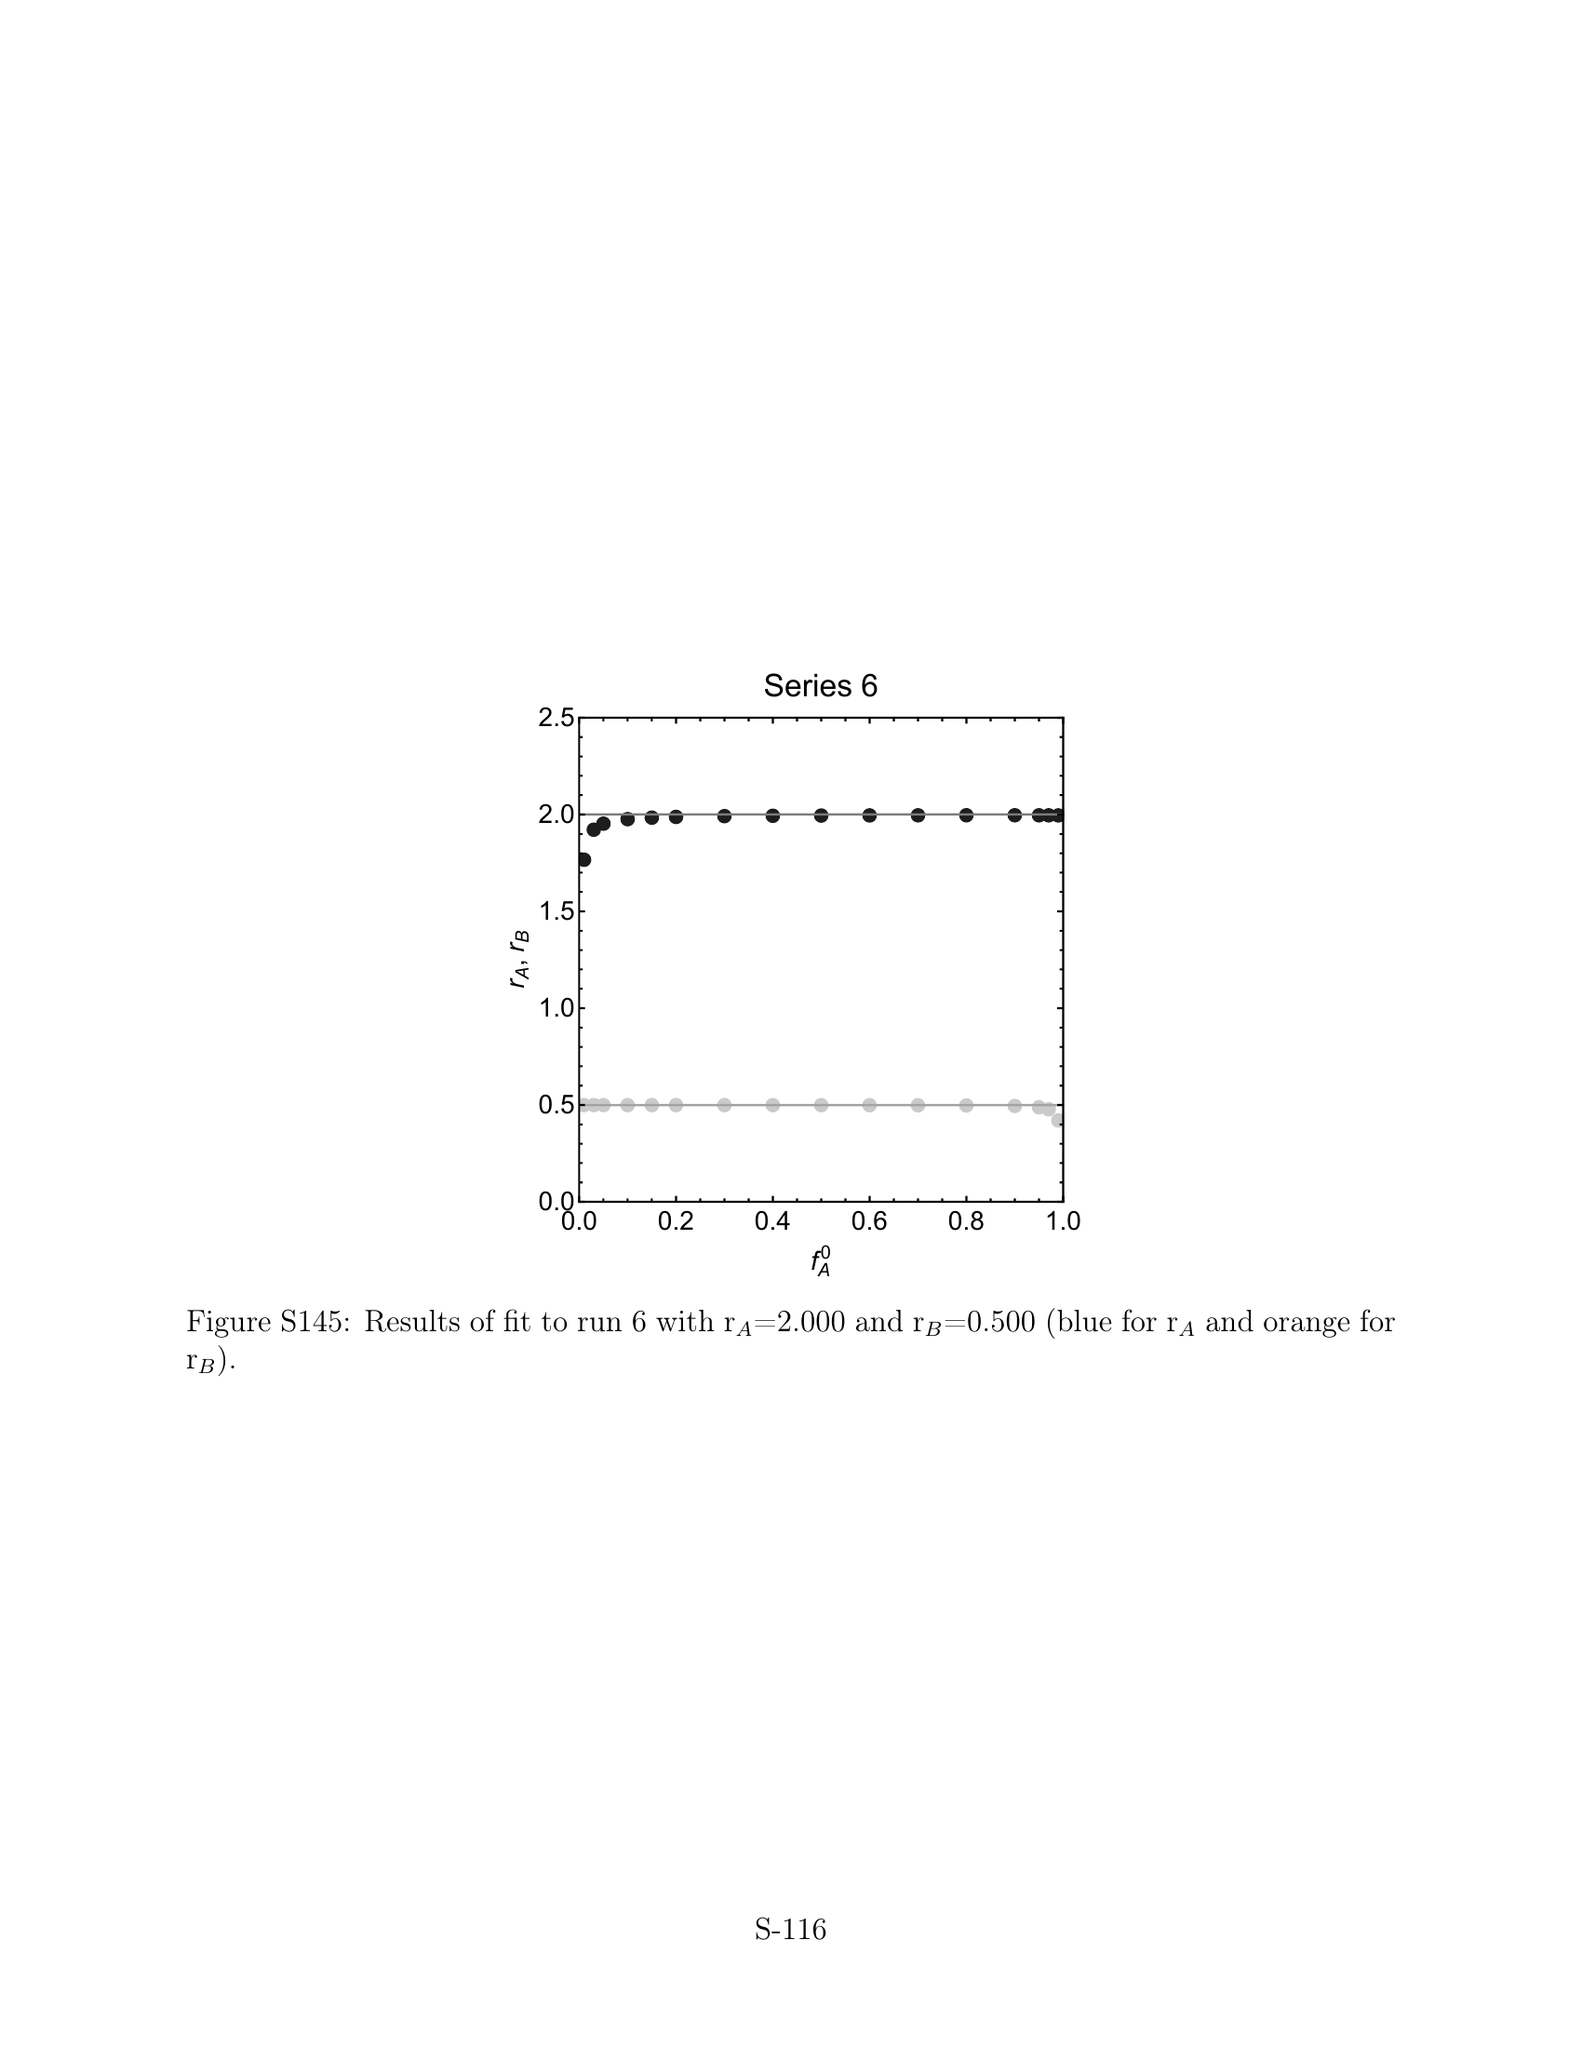 Series 6
2.5
2.0
1.5
1.0
0.5
0.0
r_A, r_B
0.0 0.2 0.4 0.6 0.8 1.0
f_A^0
Figure S145: Results of fit to run 6 with r_A=2.000 and r_B=0.500 (blue for r_A and orange for
r_B).
S-116